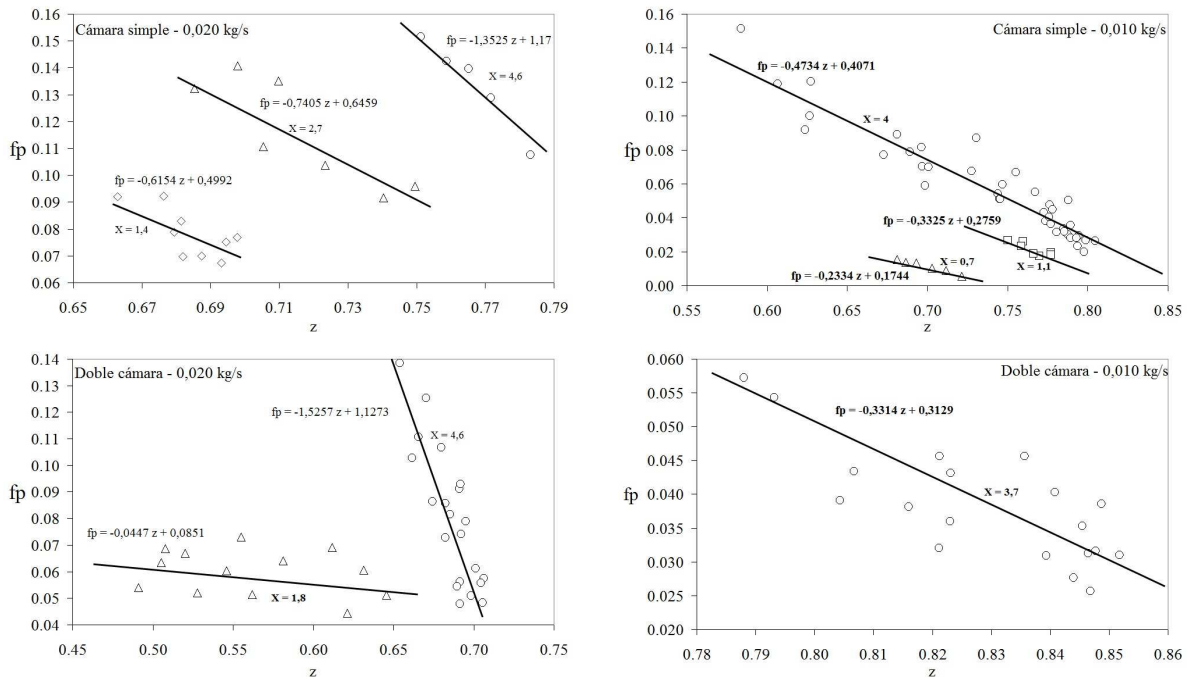 Cámara simple - 0,020 kg/s
fp = -1,3525 z + 1,17
X = 4,6
fp = -0,7405 z + 0,6459
X = 2,7
fp = -0,6154 z + 0,4992
X = 1,4
0.16
0.15
0.14
0.13
0.12
0.11
0.10
0.09
0.08
0.07
0.06
fp
0.65
0.67
0.69
0.71
0.73
0.75
0.77
0.79
z
Cámara simple - 0,010 kg/s
fp = -0,4734 z + 0,4071
X = 4
fp = -0,3325 z + 0,2759
X = 0,7
X = 1,1
fp = -0,2334 z + 0,1744
0.16
0.14
0.12
0.10
0.08
0.06
0.04
0.02
0.00
fp
0.55
0.60
0.65
0.70
0.75
0.80
0.85
z
Doble cámara - 0,020 kg/s
fp = -1,5257 z + 1,1273
X = 4,6
fp = -0,0447 z + 0,0851
X = 1,8
0.14
0.13
0.12
0.11
0.10
0.09
0.08
0.07
0.06
0.05
0.04
fp
0.45
0.50
0.55
0.60
0.65
0.70
0.75
z
Doble cámara - 0,010 kg/s
fp = -0,3314 z + 0,3129
X = 3,7
0.060
0.055
0.050
0.045
0.040
0.035
0.030
0.025
0.020
fp
0.78
0.79
0.80
0.81
0.82
0.83
0.84
0.85
0.86
z